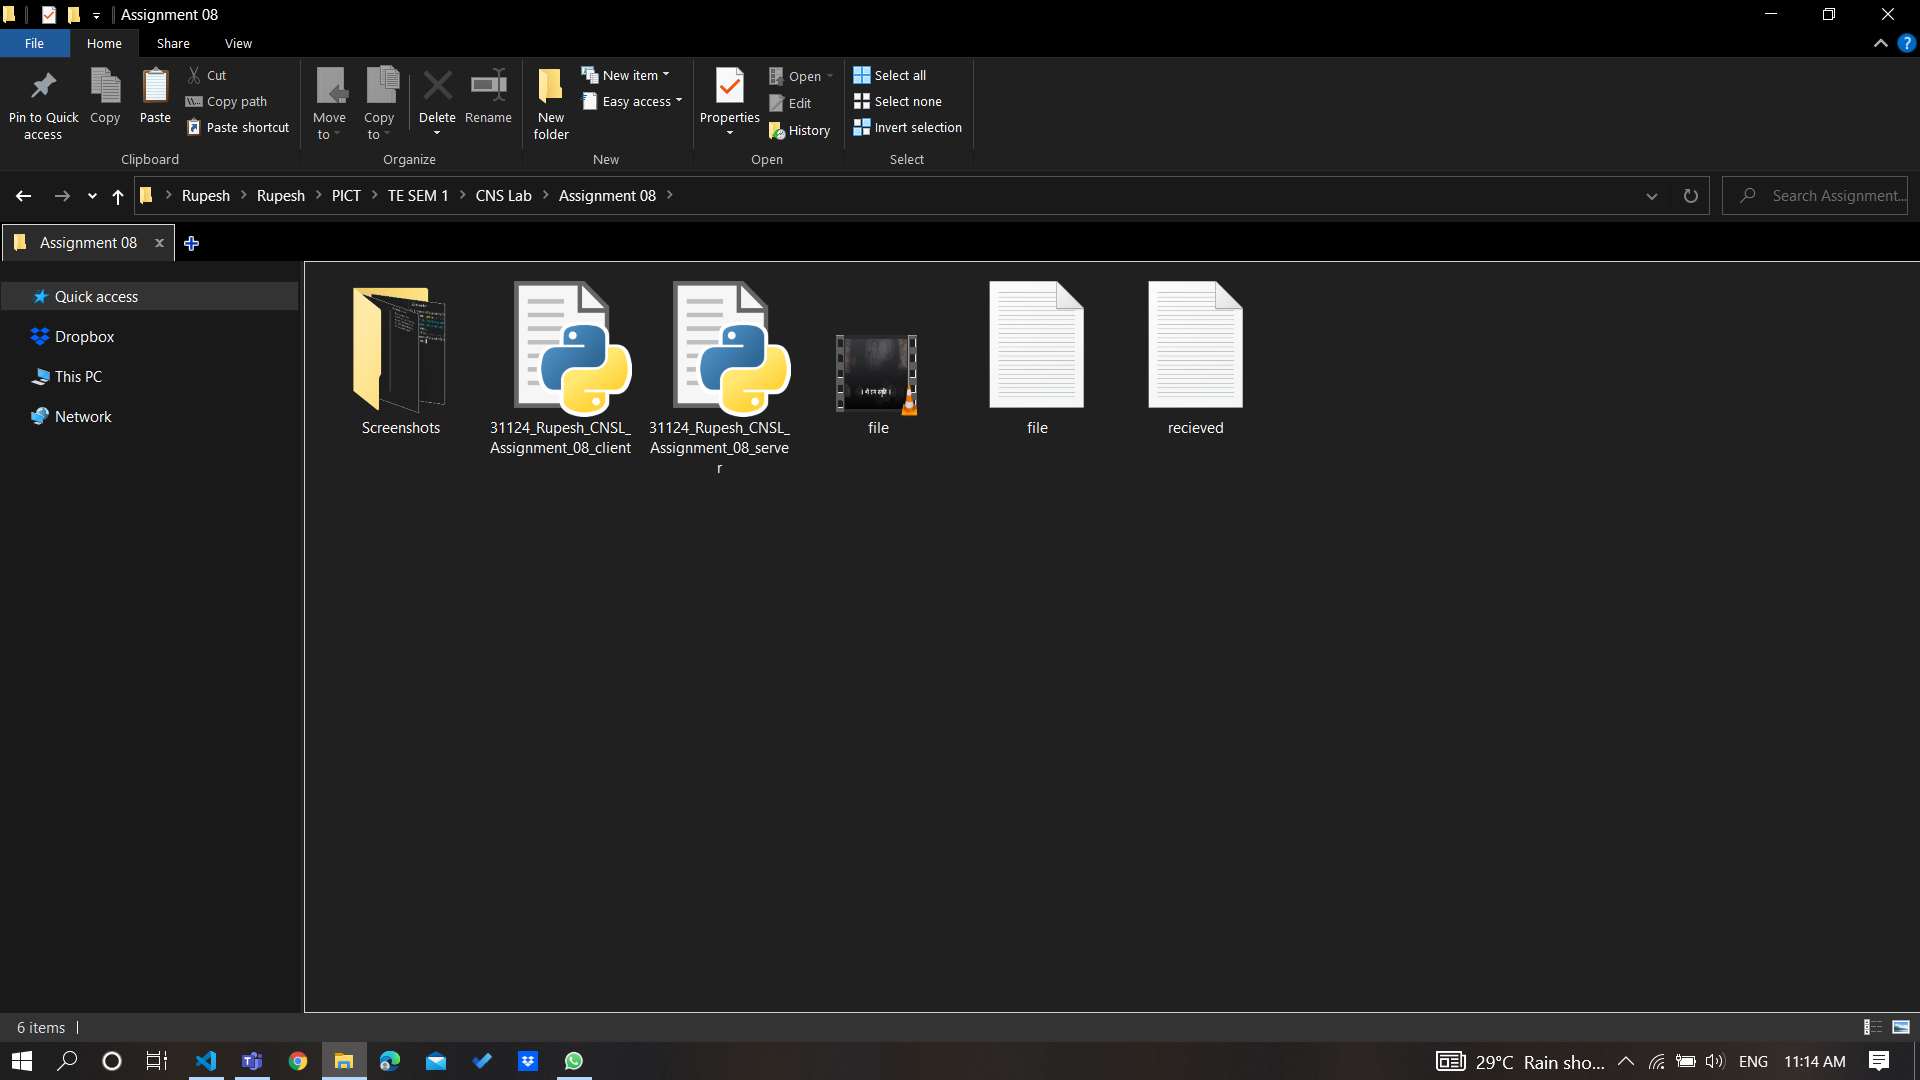 Assignment 08
File
Home
Share
View
Pin to Quick
access
Copy
Paste
Cut
Copy path
Paste shortcut
Clipboard
Move
to
Copy
to
Delete
Rename
Organize
New
folder
New item
Easy access
New
Properties
Open
Edit
History
Open
Select all
Select none
Invert selection
Select
Rupesh
Rupesh
PICT
TE SEM 1
CNS Lab
Assignment 08
Search Assignment...
Assignment 08
Quick access
Dropbox
This PC
Network
Screenshots
31124_Rupesh_CNSL_
Assignment_08_client
31124_Rupesh_CNSL_
Assignment_08_serve
r
file
file
recieved
6 items
29°C Rain sho...
ENG
11:14 AM